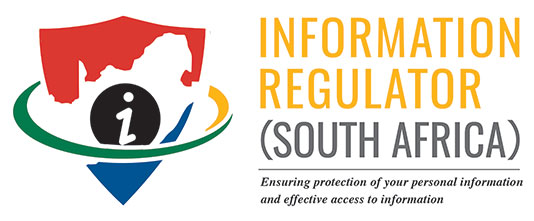 i
INFORMATION
REGULATOR
(SOUTH AFRICA)
Ensuring protection of your personal information
and effective access to information